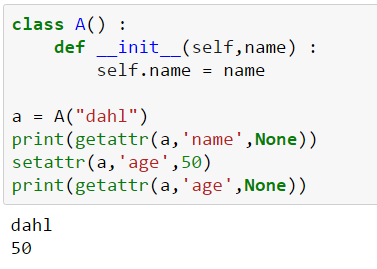 class A() :
    def __init__(self,name) :
        self.name = name

a = A("dahl")
print(getattr(a,'name',None))
setattr(a,'age',50)
print(getattr(a,'age',None))
dahl
50